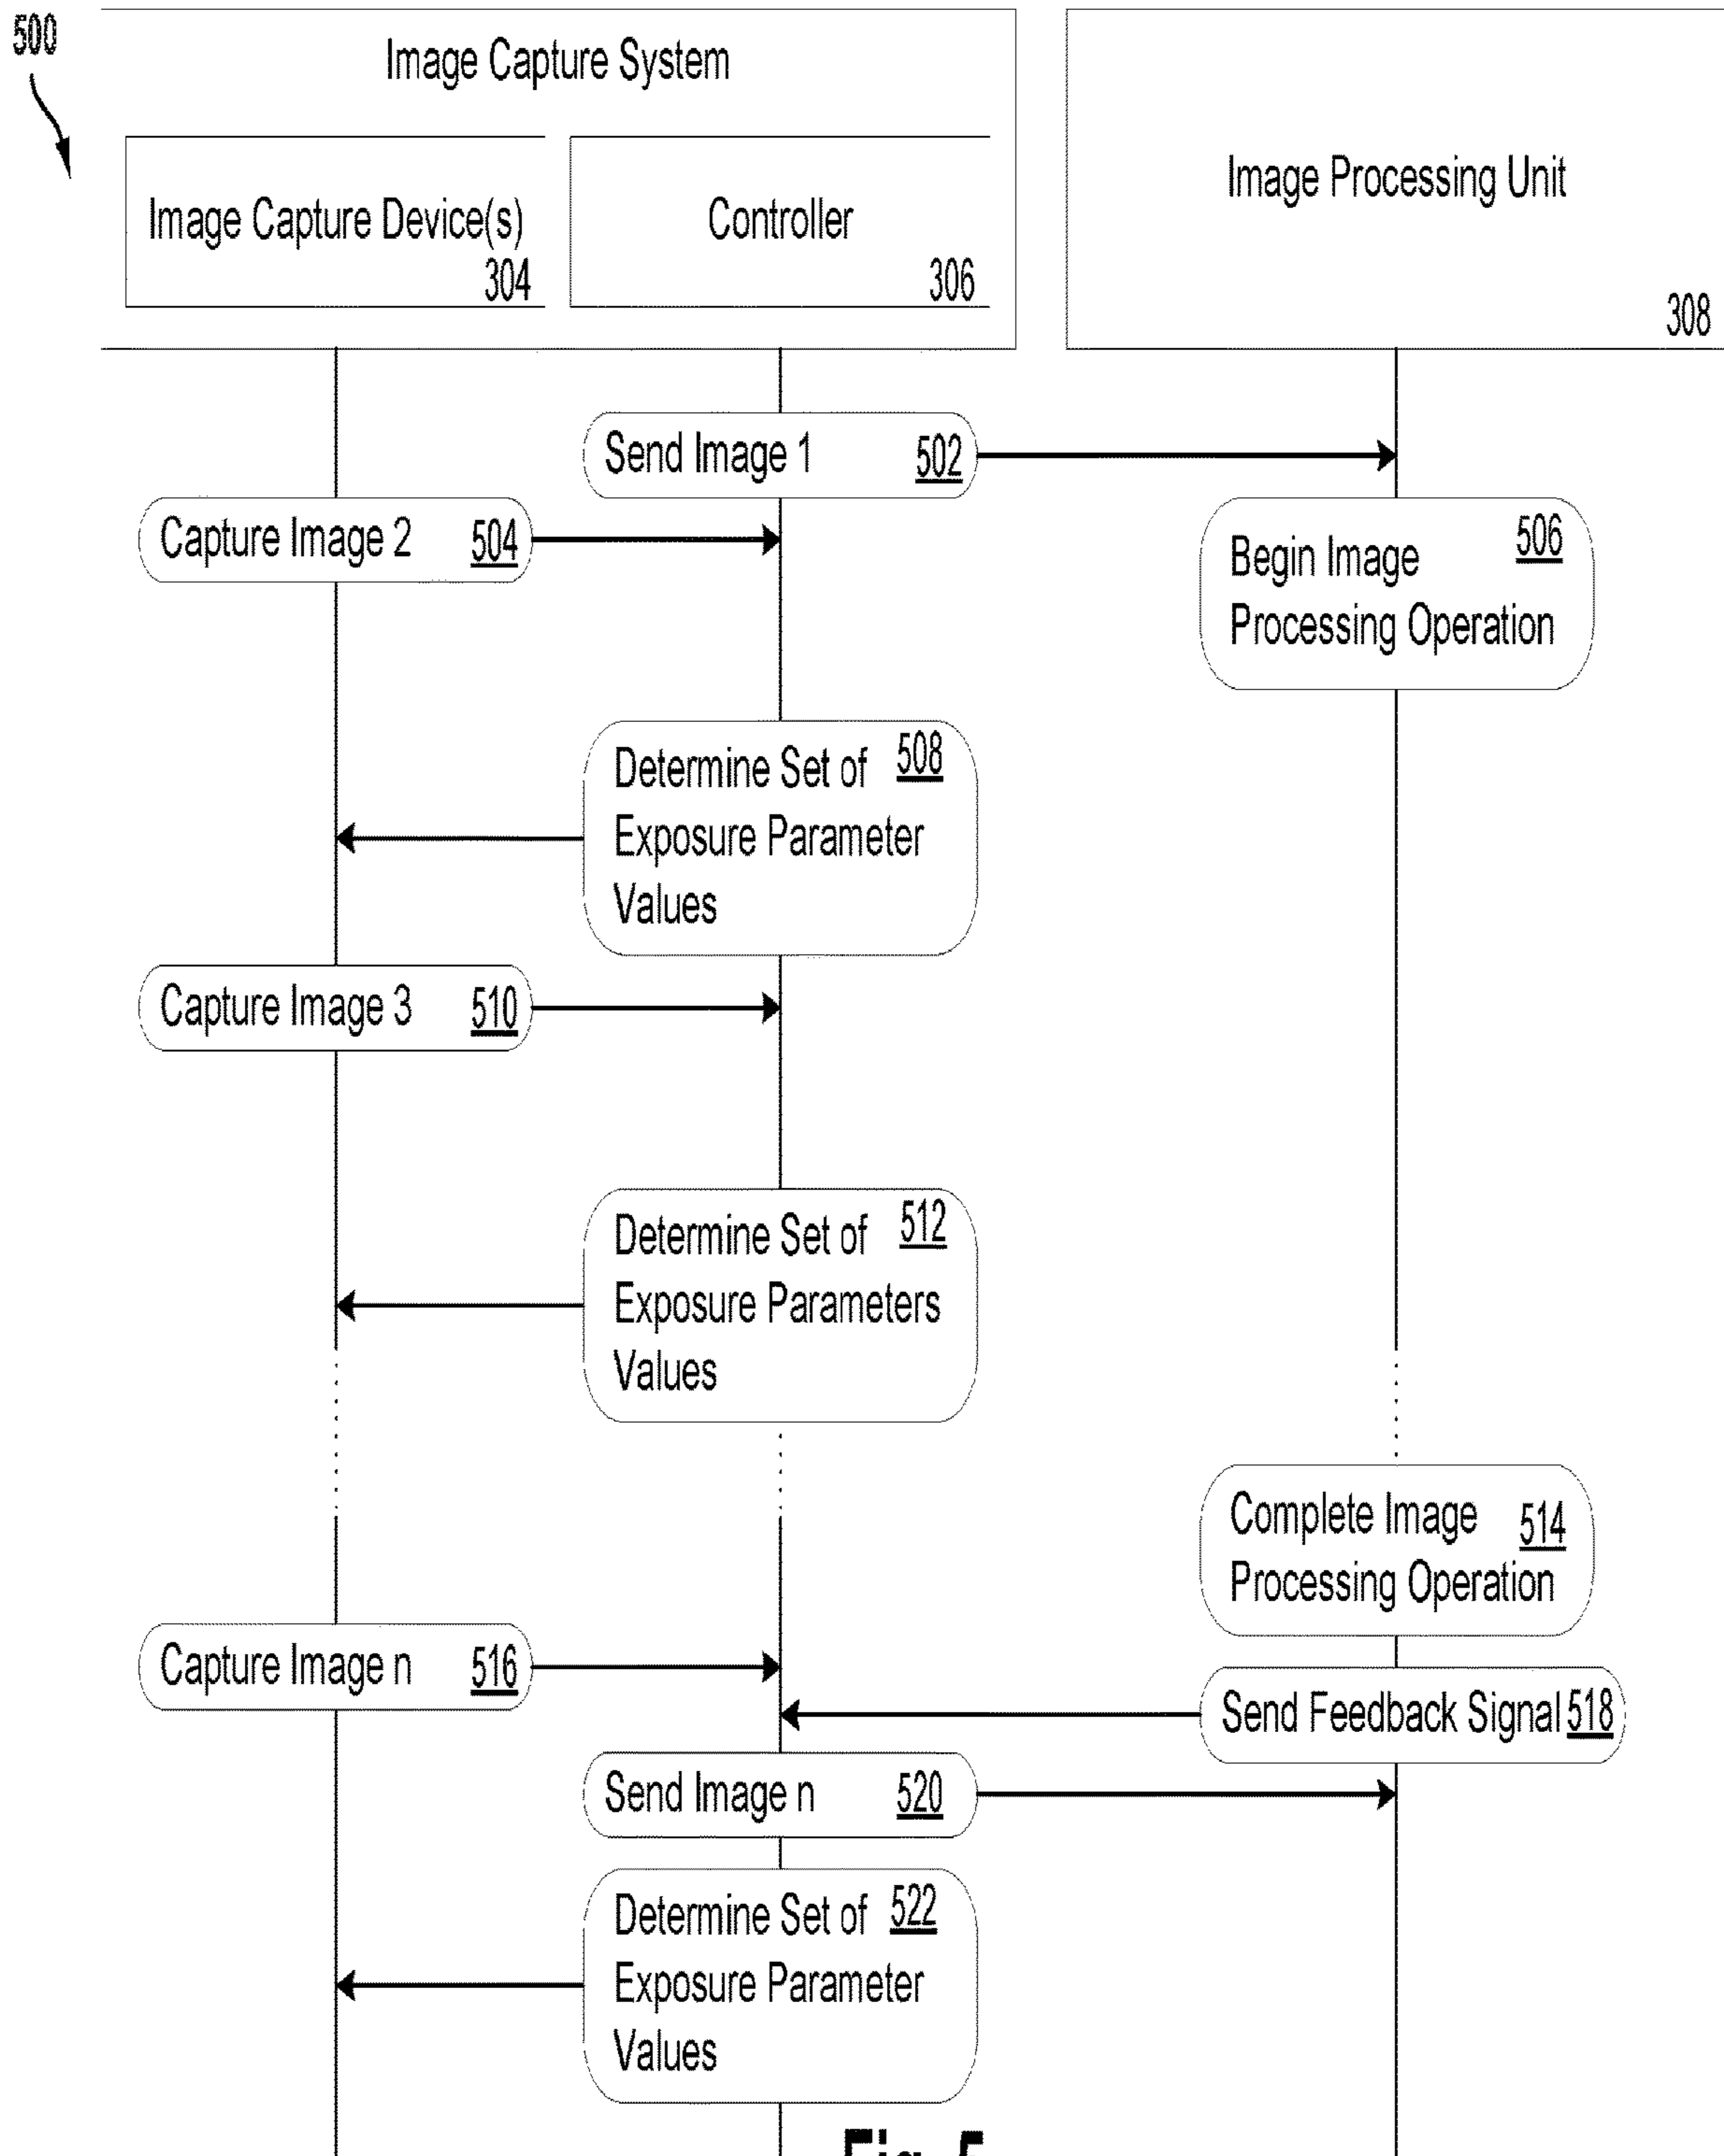 500
Image Capture System
Image Capture Device(s)
304
Controller
306
Image Processing Unit
308
Send Image 1 502
Capture Image 2 504
Begin Image 506
Processing Operation
Determine Set of 508
Exposure Parameter
Values
Capture Image 3 510
Determine Set of 512
Exposure Parameters
Values
Complete Image 514
Processing Operation
Capture Image n 516
Send Feedback Signal 518
Send Image n 520
Determine Set of 522
Exposure Parameter
Values
Fig. 5